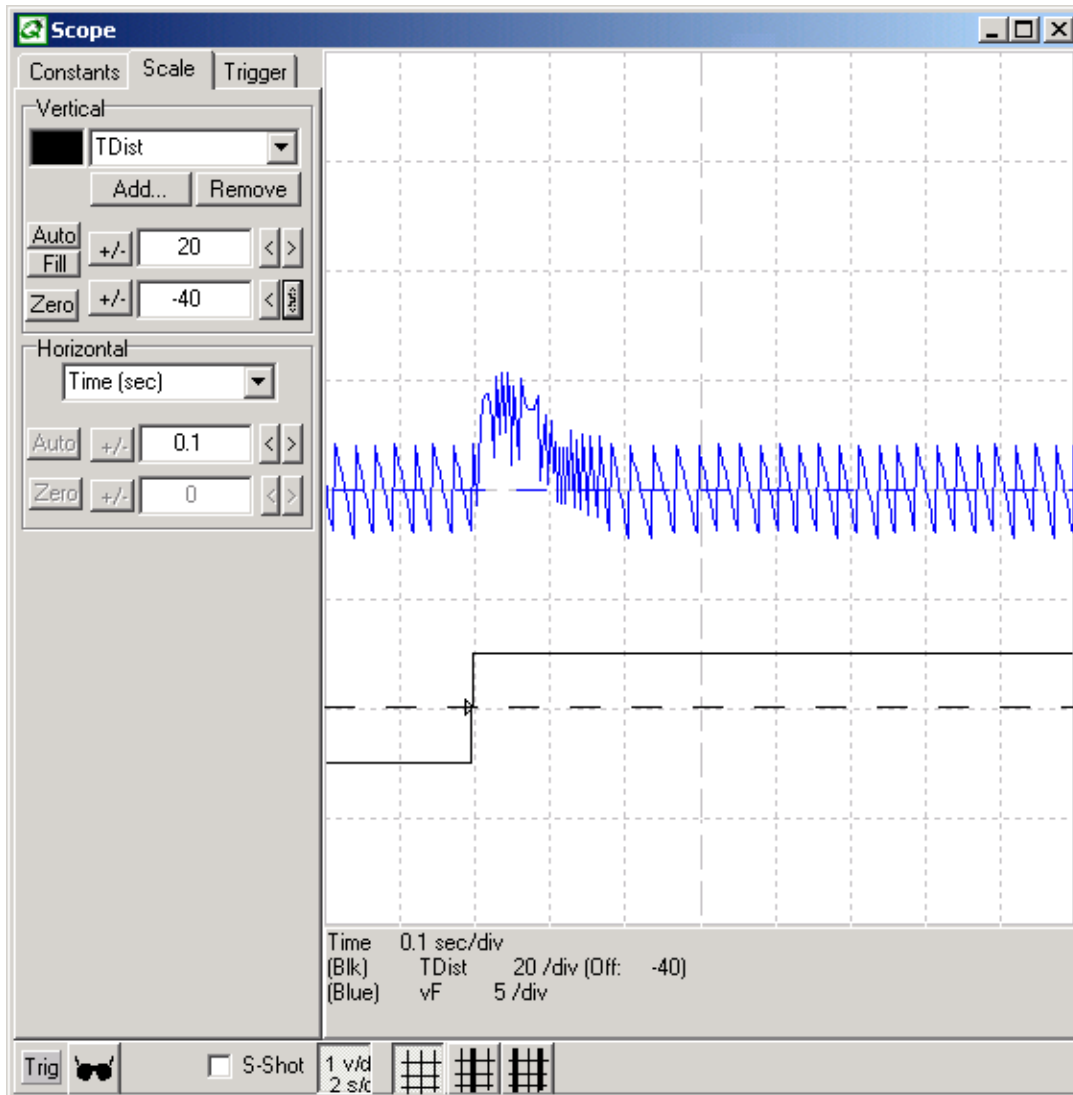 Scope
Constants Scale Trigger
Vertical
TDist
Add... Remove
Auto
Fill
+/- 20 < >
Zero +/- -40 <
Horizontal
Time (sec)
Auto +/- 0.1 < >
Zero +/- 0 < >
Time 0.1 sec/div
(Blk) TDist 20 /div (Off: -40)
(Blue) vF 5 /div
Trig S-Shot 1 v/d
2 s/c